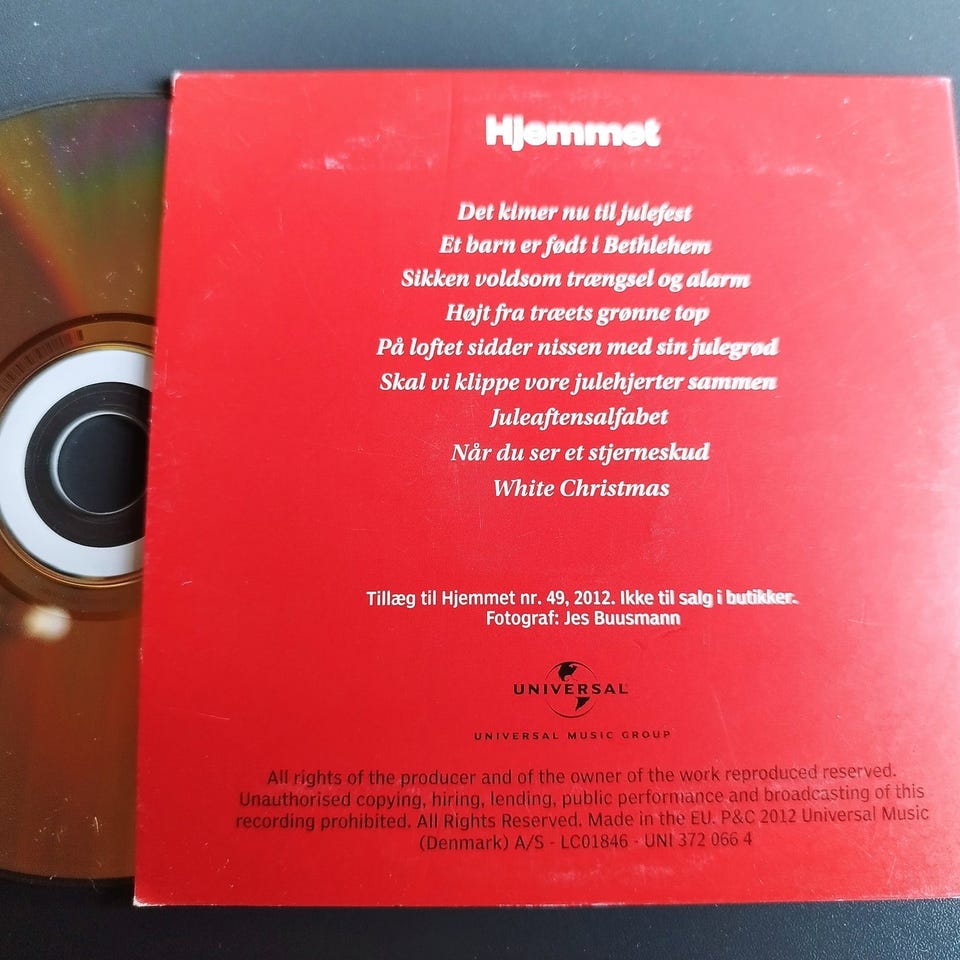 Hjemmet
Det kimer nu til julefest
Et barn er født i Bethlehem
Sikken voldsom trængsel og alarm
Højt fra træets grønne top
På loftet sidder nissen med sin julegrød
Skal vi klippe vore julehjerter sammen
Juleaftensalfabet
Når du ser et stjerneskud
White Christmas
Tillæg til Hjemmet nr. 49, 2012. Ikke til salg i butikker.
Fotograf: Jes Buusmann
UNIVERSAL
UNIVERSAL MUSIC GROUP
All rights of the producer and of the owner of the work reproduced reserved.
Unauthorised copying, hiring, lending, public performance and broadcasting of this
recording prohibited. All Rights Reserved. Made in the EU. P&C 2012 Universal Music
(Denmark) A/S - LC01846 - UNI 372 066 4